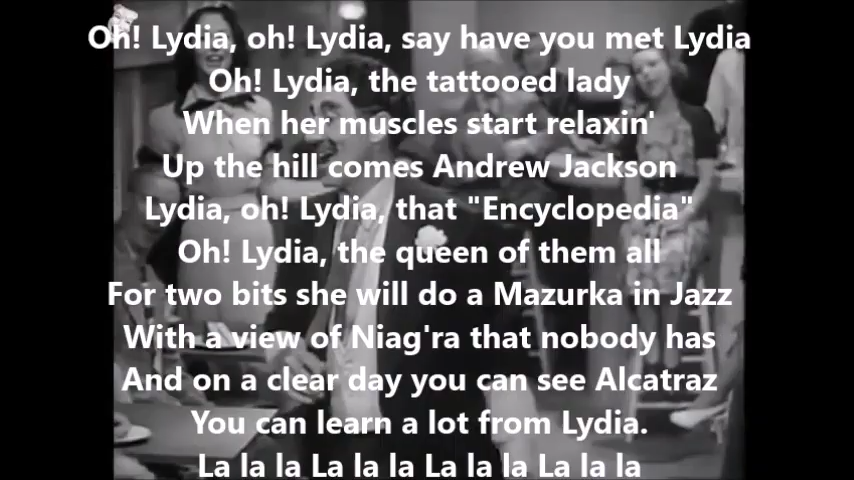 Oh! Lydia, oh! Lydia, say have you met Lydia
Oh! Lydia, the tattooed lady
When her muscles start relaxin'
Up the hill comes Andrew Jackson
Lydia, oh! Lydia, that "Encyclopedia"
Oh! Lydia, the queen of them all
For two bits she will do a Mazurka in Jazz
With a view of Niag'ra that nobody has
And on a clear day you can see Alcatraz
You can learn a lot from Lydia.
La la la La la la La la la La la la